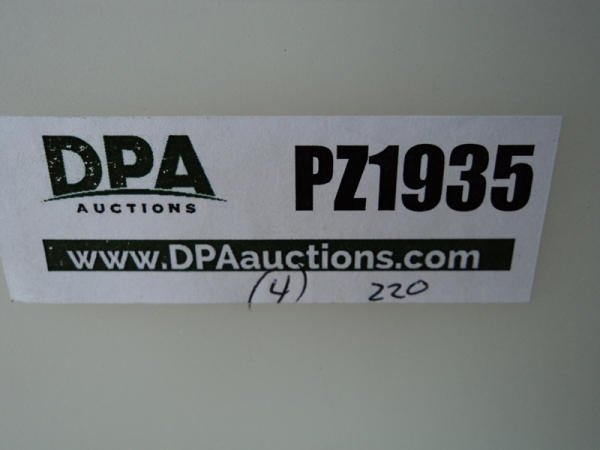 DPA
AUCTIONS
PZ1935
www.DPAauctions.com
(4) 220